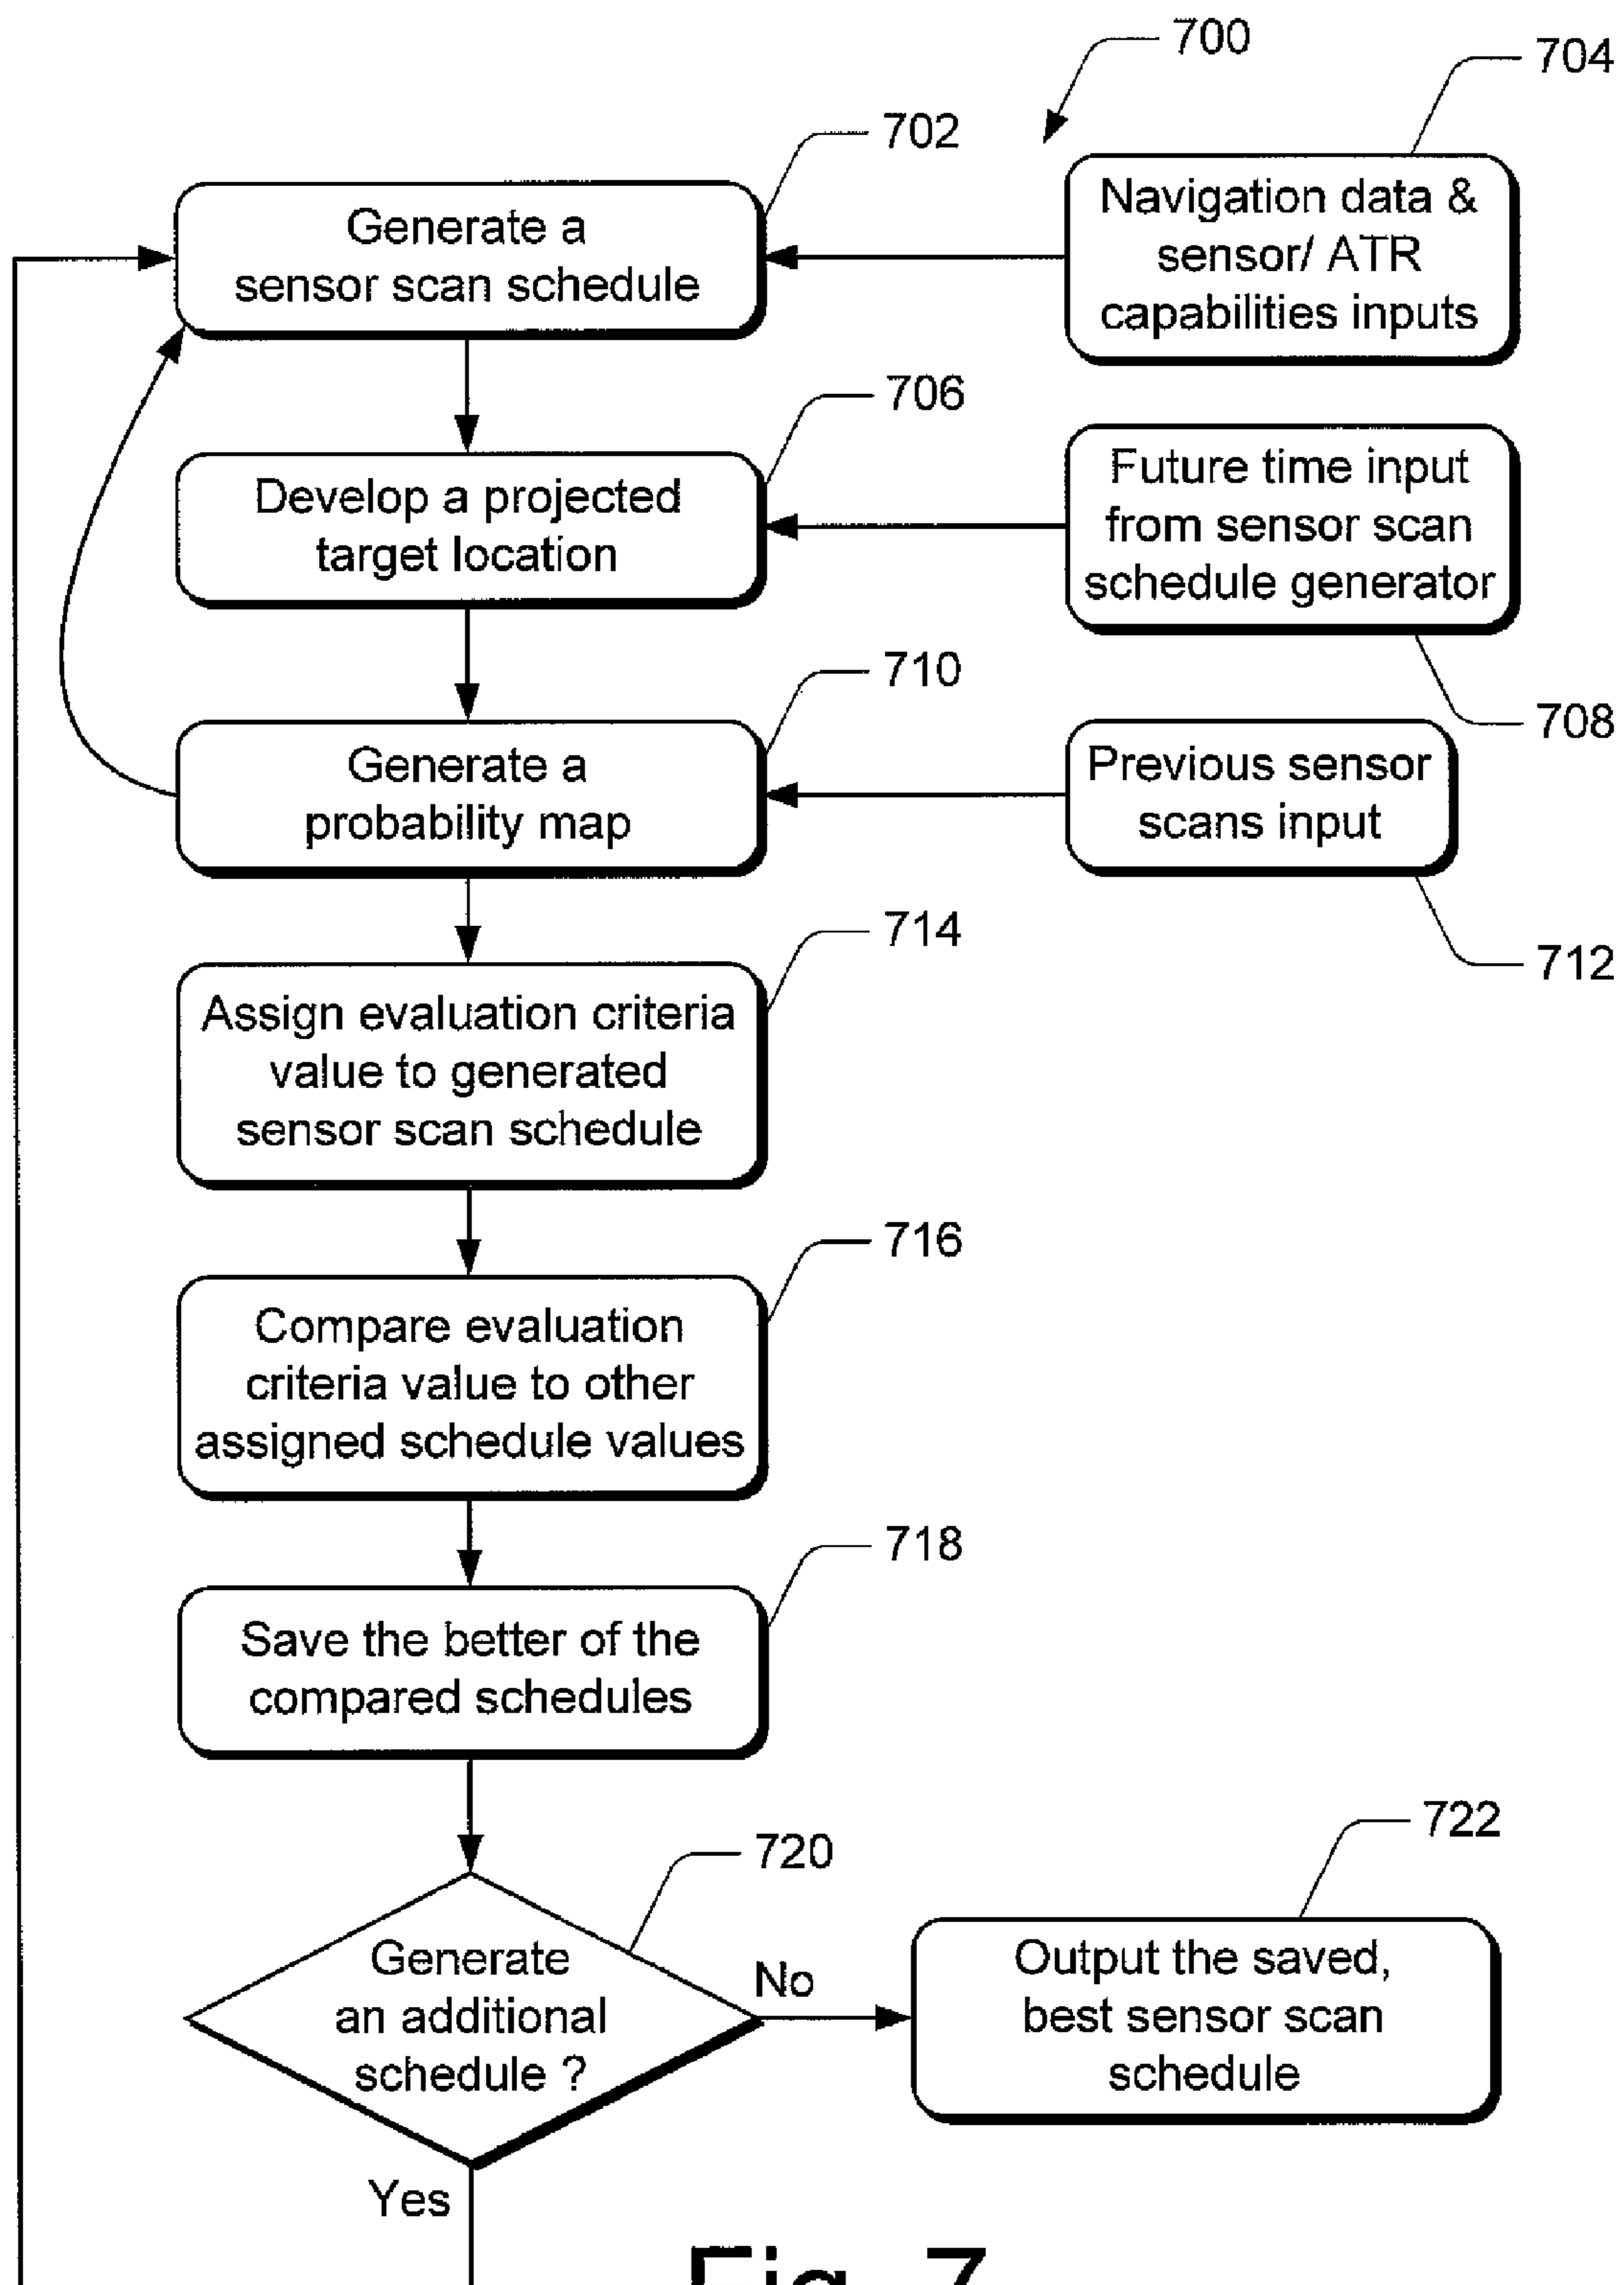 700
704
702
Generate a
sensor scan schedule
Navigation data &
sensor/ ATR
capabilities inputs
706
Develop a projected
target location
Future time input
from sensor scan
schedule generator
708
710
Generate a
probability map
Previous sensor
scans input
712
714
Assign evaluation criteria
value to generated
sensor scan schedule
716
Compare evaluation
criteria value to other
assigned schedule values
718
Save the better of the
compared schedules
720
Generate
an additional
schedule ?
No
722
Output the saved,
best sensor scan
schedule
Yes
Fig. 7